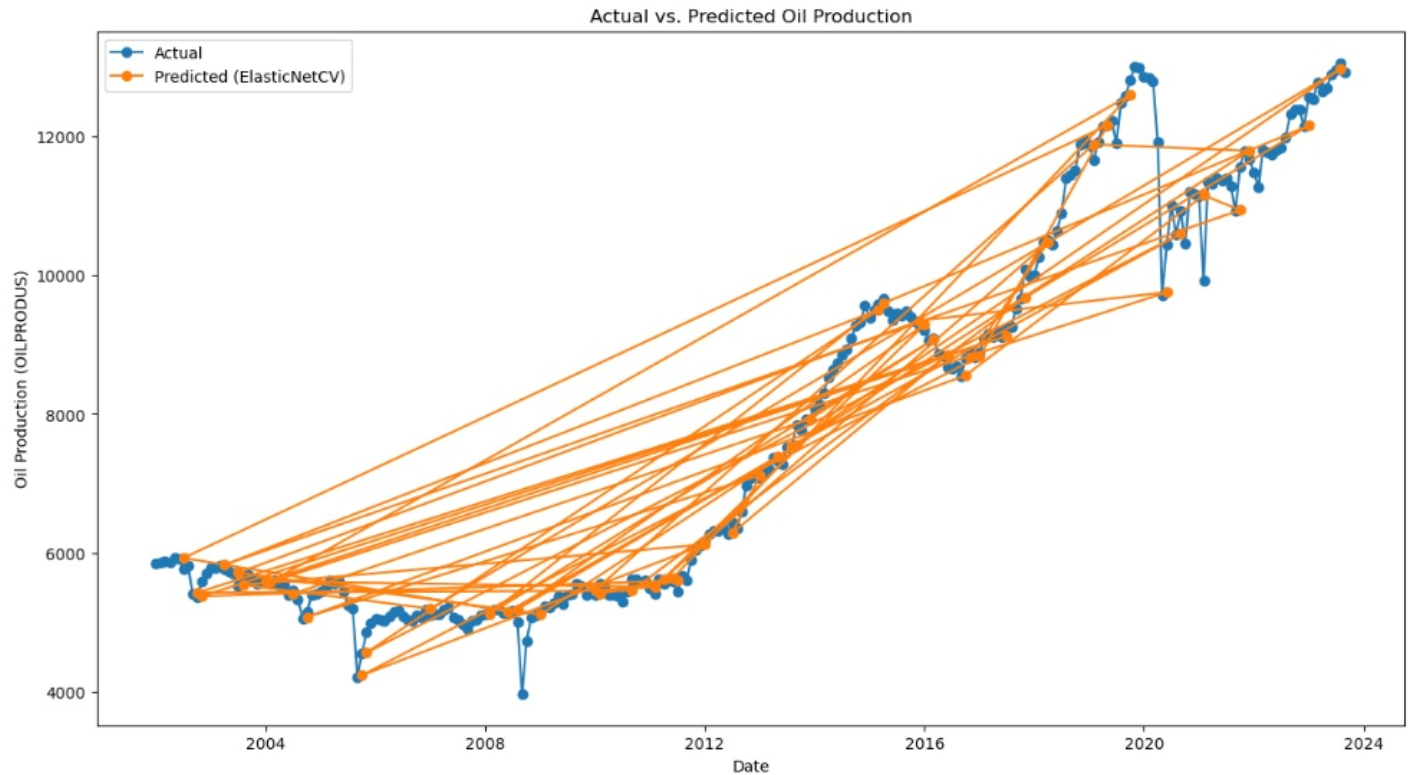 Actual vs. Predicted Oil Production
Actual
Predicted (ElasticNetCV)
Oil Production (OILPRODUS)
12000
10000
8000
6000
4000
2004 2008 2012 2016 2020 2024
Date